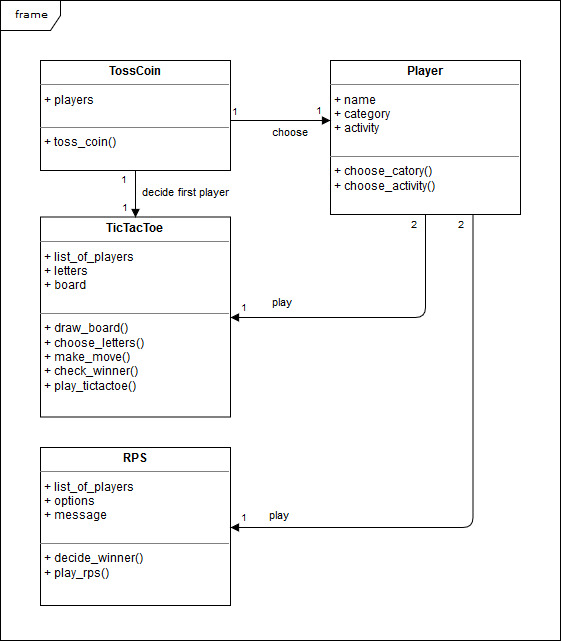 frame
TossCoin
+ players
+ toss_coin()
Player
+ name
+ category
+ activity
+ choose_catory()
+ choose_activity()
1
1
choose
1
decide first player
1
TicTacToe
+ list_of_players
+ letters
+ board
+ draw_board()
+ choose_letters()
+ make_move()
+ check_winner()
+ play_tictactoe()
2
2
1
play
RPS
+ list_of_players
+ options
+ message
+ decide_winner()
+ play_rps()
1
play